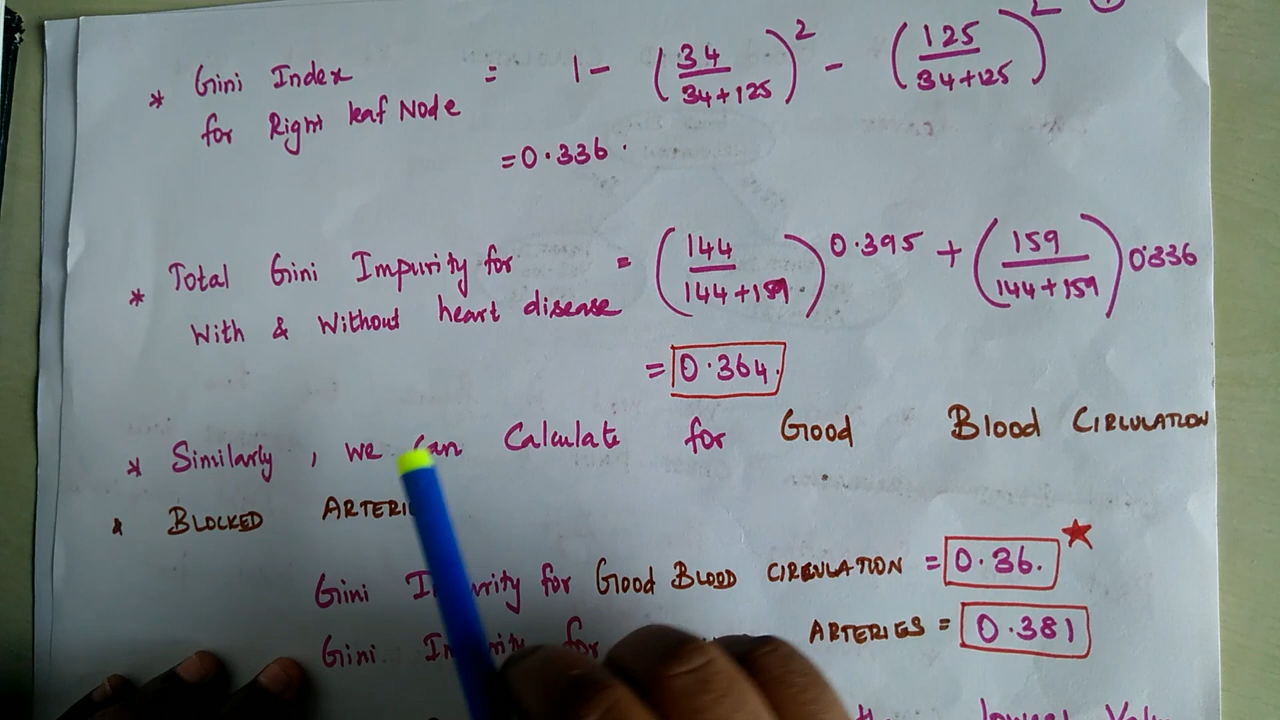 * Gini Index = 1 - (34/34+125)² - (125/34+125)²
for Right leaf Node
= 0.336.
* Total Gini Impurity for = (144/144+159) 0.395 + (159/144+159) 0.336
With & Without heart disease
= 0.364.
* Similarly, we can Calculate for Good Blood CIRCULATION
& BLOCKED
Gini Impurity for Good BLOOD CIRCULATION = 0.36.
Gini for ARTERIES = 0.381
lowest